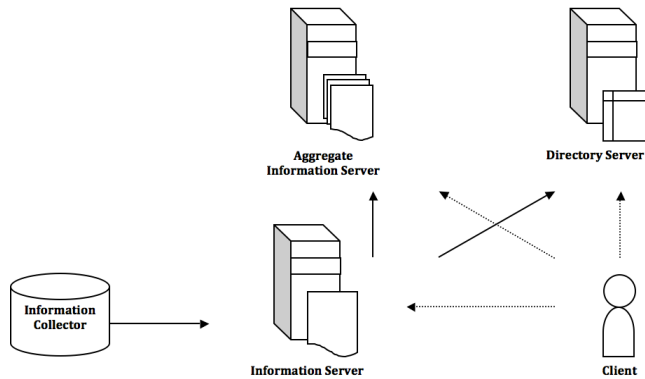 Aggregate
Information Server
Directory Server
Information
Collector
Information Server
Client